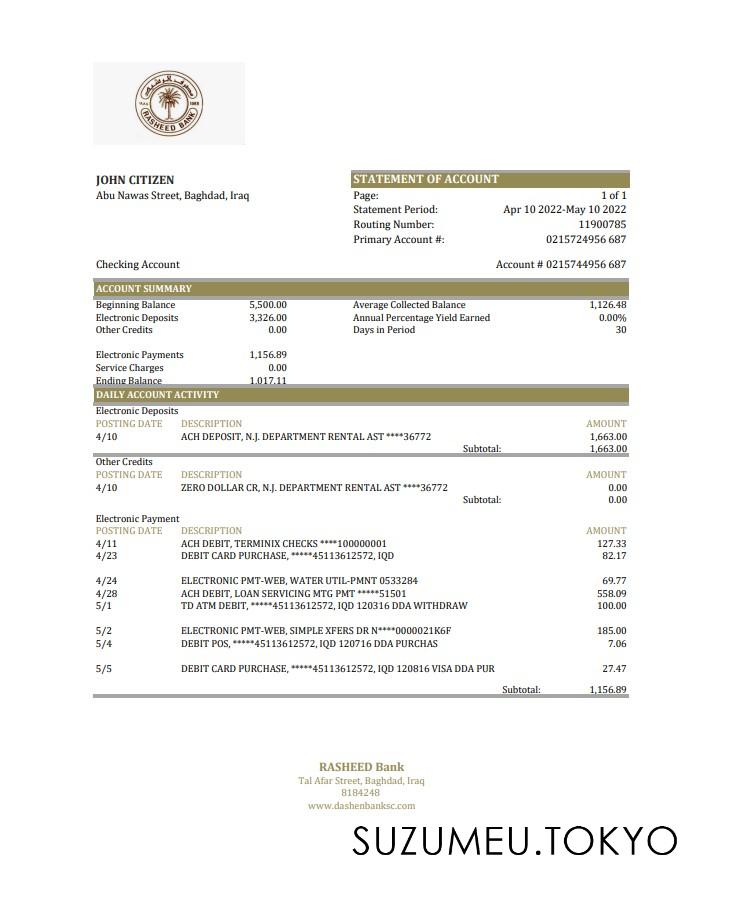 RASHEED BANK
JOHN CITIZEN
Abu Nawas Street, Baghdad, Iraq
STATEMENT OF ACCOUNT
Page: 1 of 1
Statement Period: Apr 10 2022-May 10 2022
Routing Number: 11900785
Primary Account #: 0215724956 687
Checking Account Account # 0215744956 687
ACCOUNT SUMMARY
Beginning Balance 5,500.00 Average Collected Balance 1,126.48
Electronic Deposits 3,326.00 Annual Percentage Yield Earned 0.00%
Other Credits 0.00 Days in Period 30
Electronic Payments 1,156.89
Service Charges 0.00
Ending Balance 1.017.11
DAILY ACCOUNT ACTIVITY
Electronic Deposits
POSTING DATE DESCRIPTION AMOUNT
4/10 ACH DEPOSIT, N.J. DEPARTMENT RENTAL AST ****36772 1,663.00
Subtotal: 1,663.00
Other Credits
POSTING DATE DESCRIPTION AMOUNT
4/10 ZERO DOLLAR CR, N.J. DEPARTMENT RENTAL AST ****36772 0.00
Subtotal: 0.00
Electronic Payment
POSTING DATE DESCRIPTION AMOUNT
4/11 ACH DEBIT, TERMINIX CHECKS ****100000001 127.33
4/23 DEBIT CARD PURCHASE, *****45113612572, IQD 82.17
4/24 ELECTRONIC PMT-WEB, WATER UTIL-PMNT 0533284 69.77
4/28 ACH DEBIT, LOAN SERVICING MTG PMT *****51501 558.09
5/1 TD ATM DEBIT, *****45113612572, IQD 120316 DDA WITHDRAW 100.00
5/2 ELECTRONIC PMT-WEB, SIMPLE XFERS DR N****0000021K6F 185.00
5/4 DEBIT POS, *****45113612572, IQD 120716 DDA PURCHAS 7.06
5/5 DEBIT CARD PURCHASE, *****45113612572, IQD 120816 VISA DDA PUR 27.47
Subtotal: 1,156.89
RASHEED Bank
Tal Afar Street, Baghdad, Iraq
8184248
www.dashenbanksc.com
SUZUMEU.TOKYO